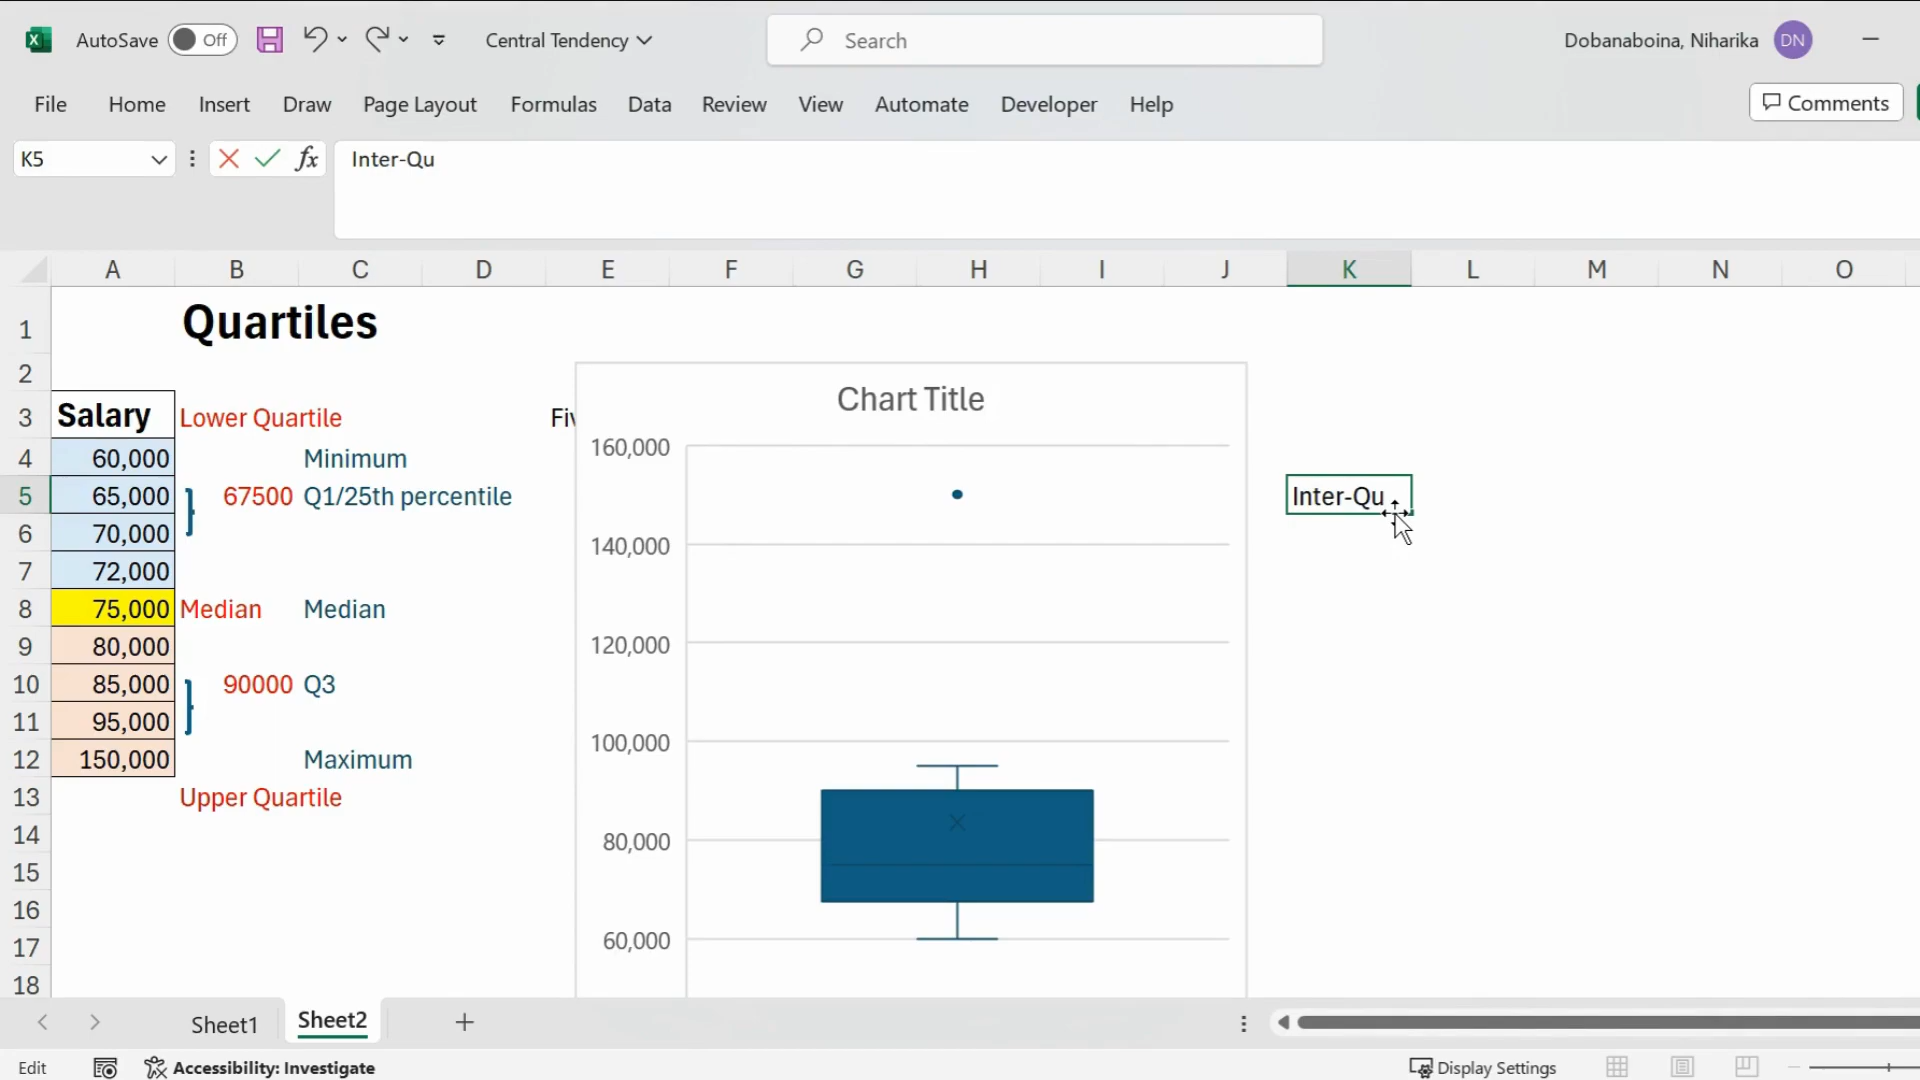 AutoSave Off Central Tendency Search Dobanaboina, Niharika DN
File Home Insert Draw Page Layout Formulas Data Review View Automate Developer Help Comments
K5 fx Inter-Qu
A B C D E F G H I J K L M N O
1 Quartiles
2
3 Salary Lower Quartile
4 60,000 Minimum
5 65,000 67500 Q1/25th percentile Inter-Qu
6 70,000
7 72,000
8 75,000 Median Median
9 80,000
10 85,000 90000 Q3
11 95,000
12 150,000 Maximum
13 Upper Quartile
14
15
16
17
18
Chart Title
160,000
140,000
120,000
100,000
80,000
60,000
Sheet1 Sheet2
Edit Accessibility: Investigate Display Settings